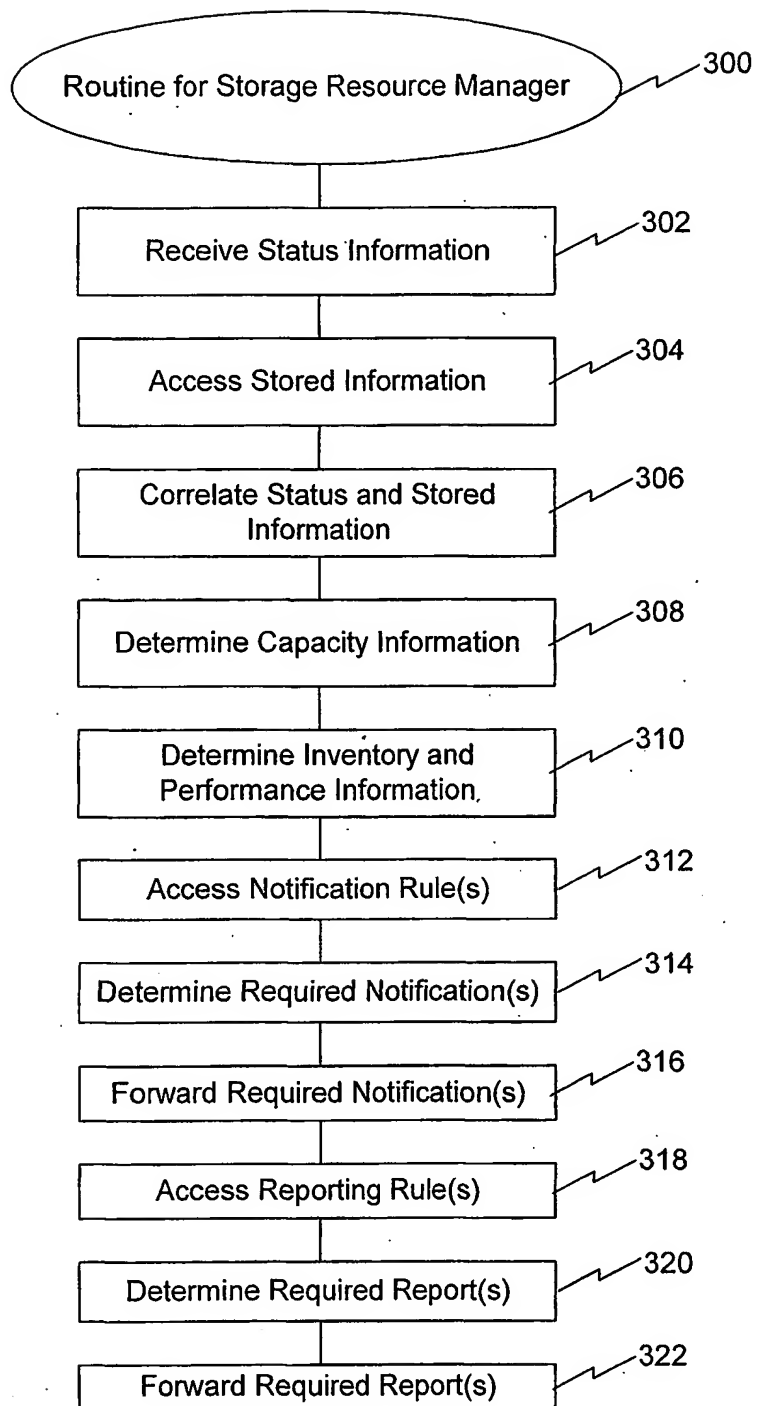 Routine for Storage Resource Manager
300
Receive Status Information
302
Access Stored Information
304
Correlate Status and Stored
Information
306
Determine Capacity Information
308
Determine Inventory and
Performance Information
310
Access Notification Rule(s)
312
Determine Required Notification(s)
314
Forward Required Notification(s)
316
Access Reporting Rule(s)
318
Determine Required Report(s)
320
Forward Required Report(s)
322